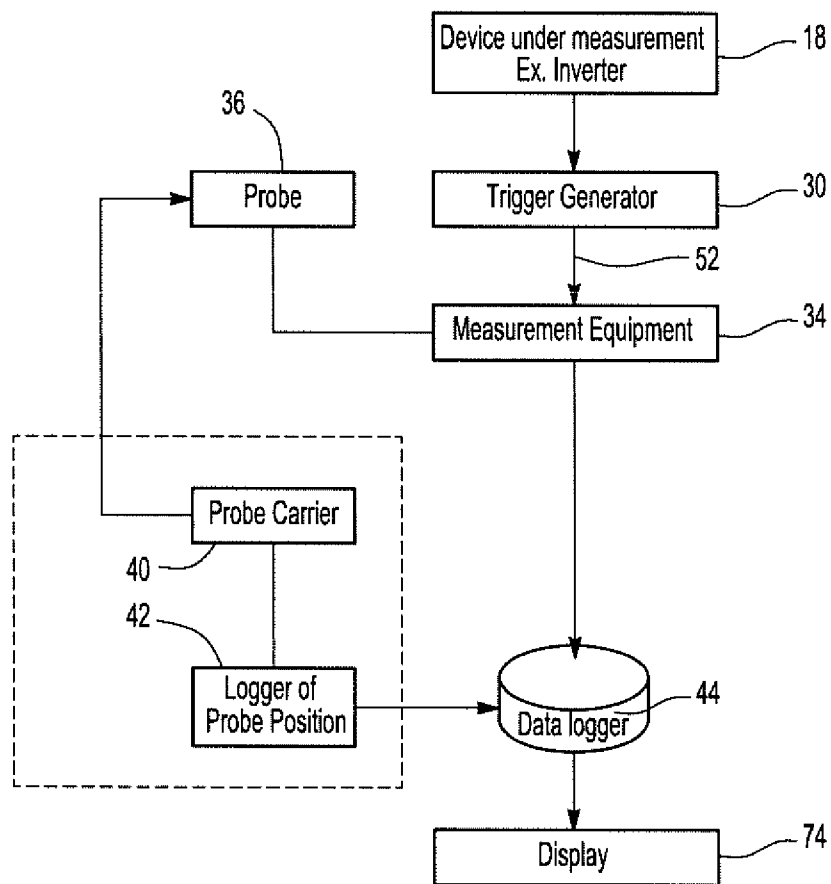 Device under measurement
Ex. Inverter
18
36
Probe
Trigger Generator
30
52
Measurement Equipment
34
Probe Carrier
40
42
Logger of
Probe Position
Data logger
44
Display
74